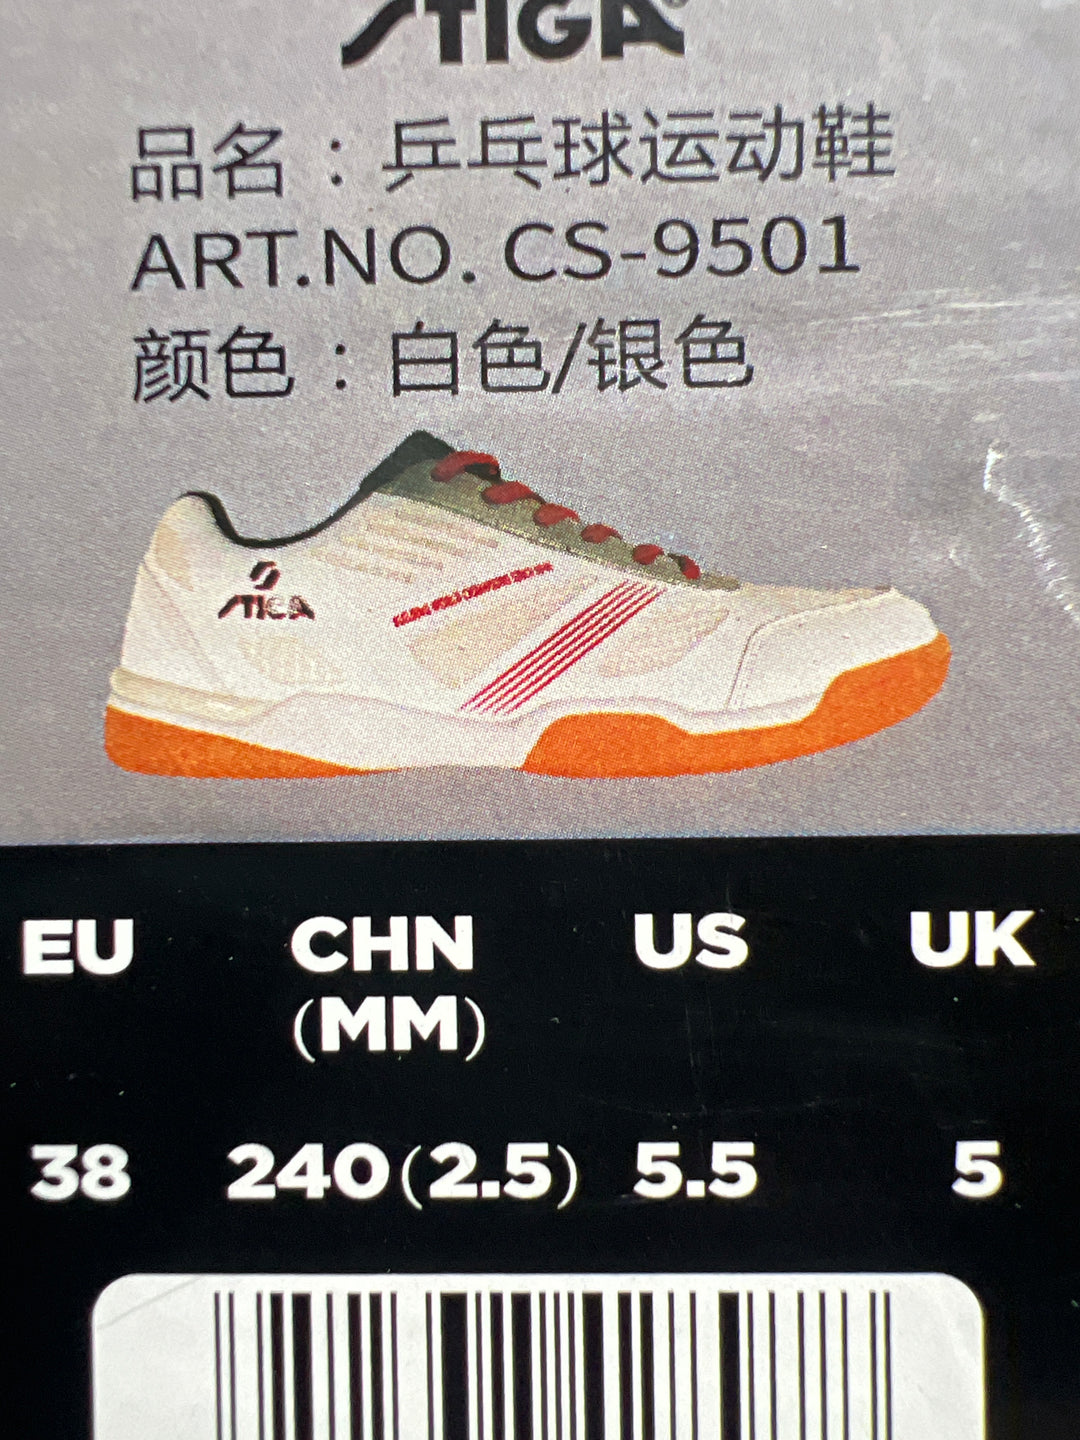 STIGA
品名：乒乓球运动鞋
ART.NO. CS-9501
颜色：白色/银色
STIGA
EU CHN US UK
(MM)
38 240(2.5) 5.5 5